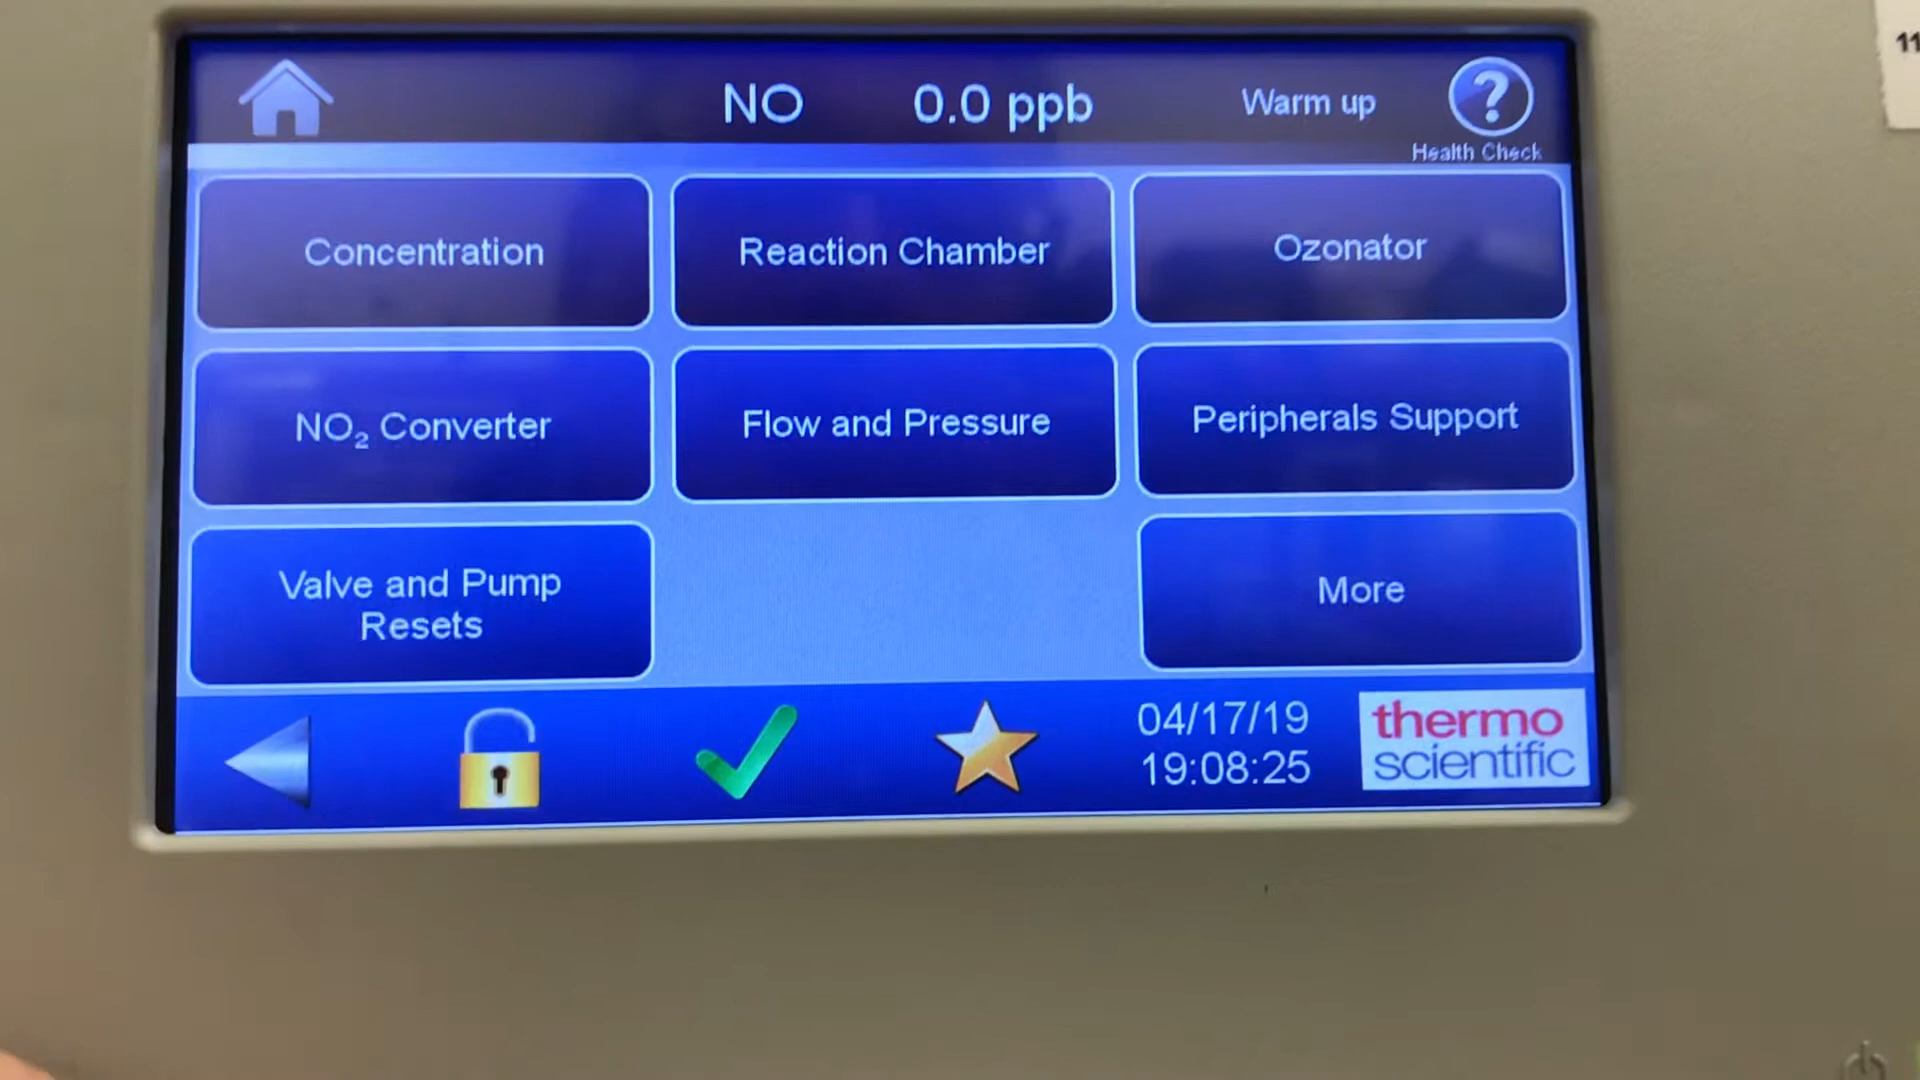 11
NO 0.0 ppb Warm up
Health Check
Concentration
Reaction Chamber
Ozonator
NO₂ Converter
Flow and Pressure
Peripherals Support
Valve and Pump
Resets
More
04/17/19
19:08:25
thermo
scientific